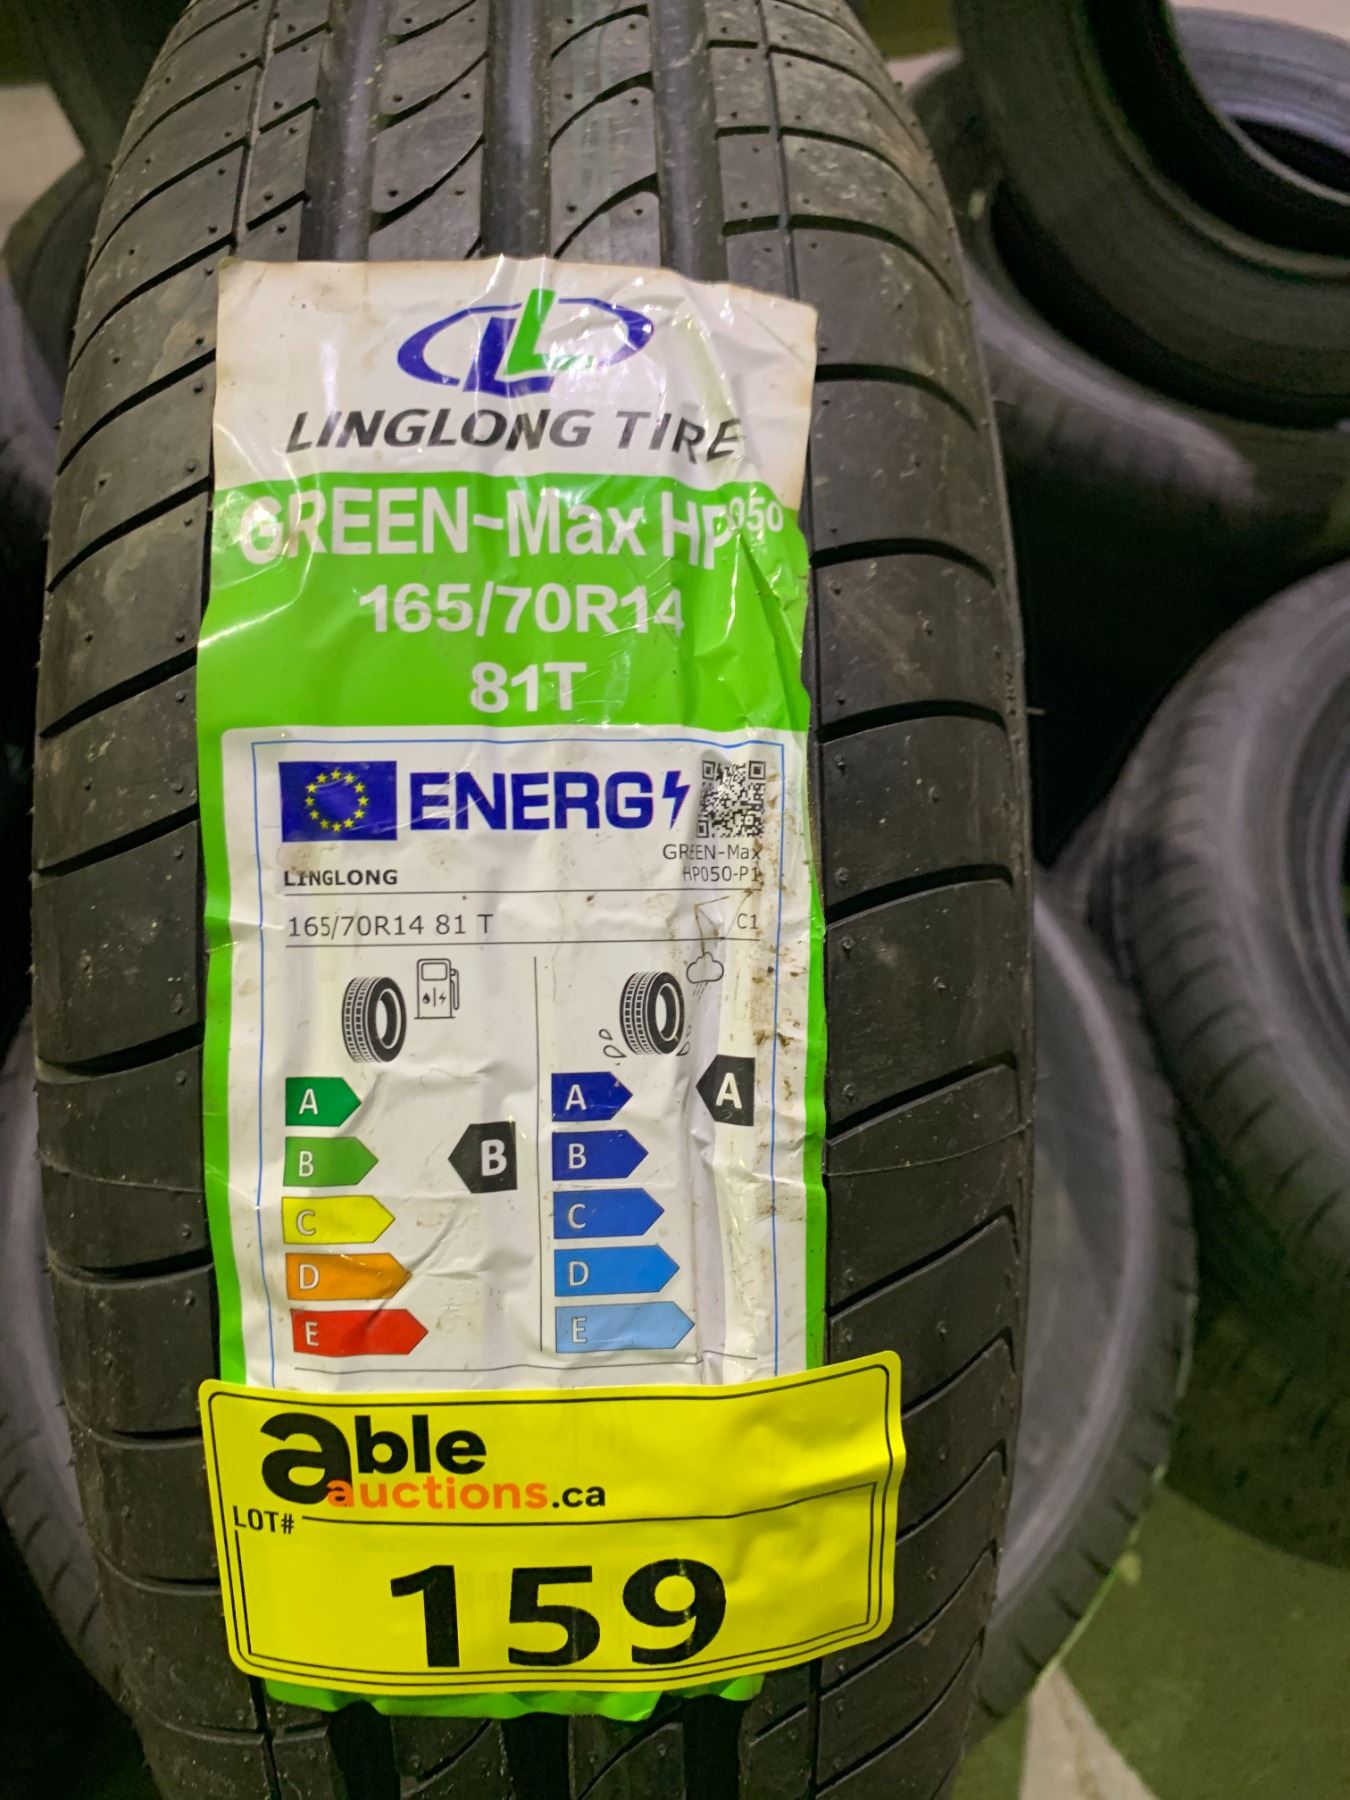 LINGLONG TIRE
GREEN-Max HP050
165/70R14
81T
ENERG
LINGLONG
GREEN-Max
HP050-P1
165/70R14 81 T
C1
A
A
A
B
B
B
C
C
D
D
E
E
able
auctions.ca
LOT#
159